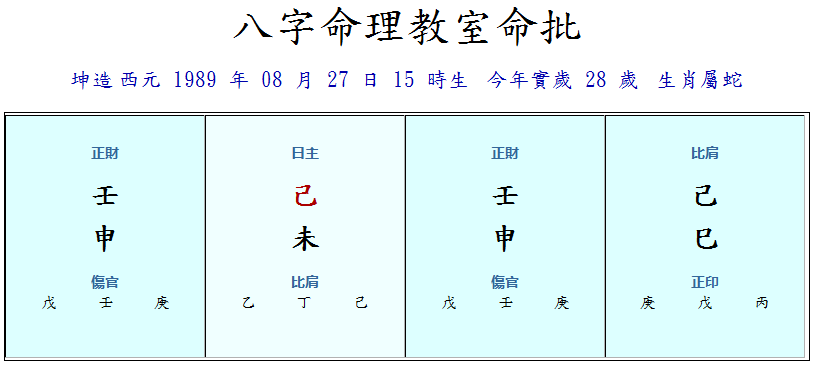 八字命理教室命批
坤造 西元 1989 年 08 月 27 日 15 時生 今年實歲 28 歲 生肖屬蛇
正財 日主 正財 比肩
壬 己 壬 己
申 未 申 巳
傷官 比肩 傷官 正印
戊 壬 庚 乙 丁 己 戊 壬 庚 庚 戊 丙